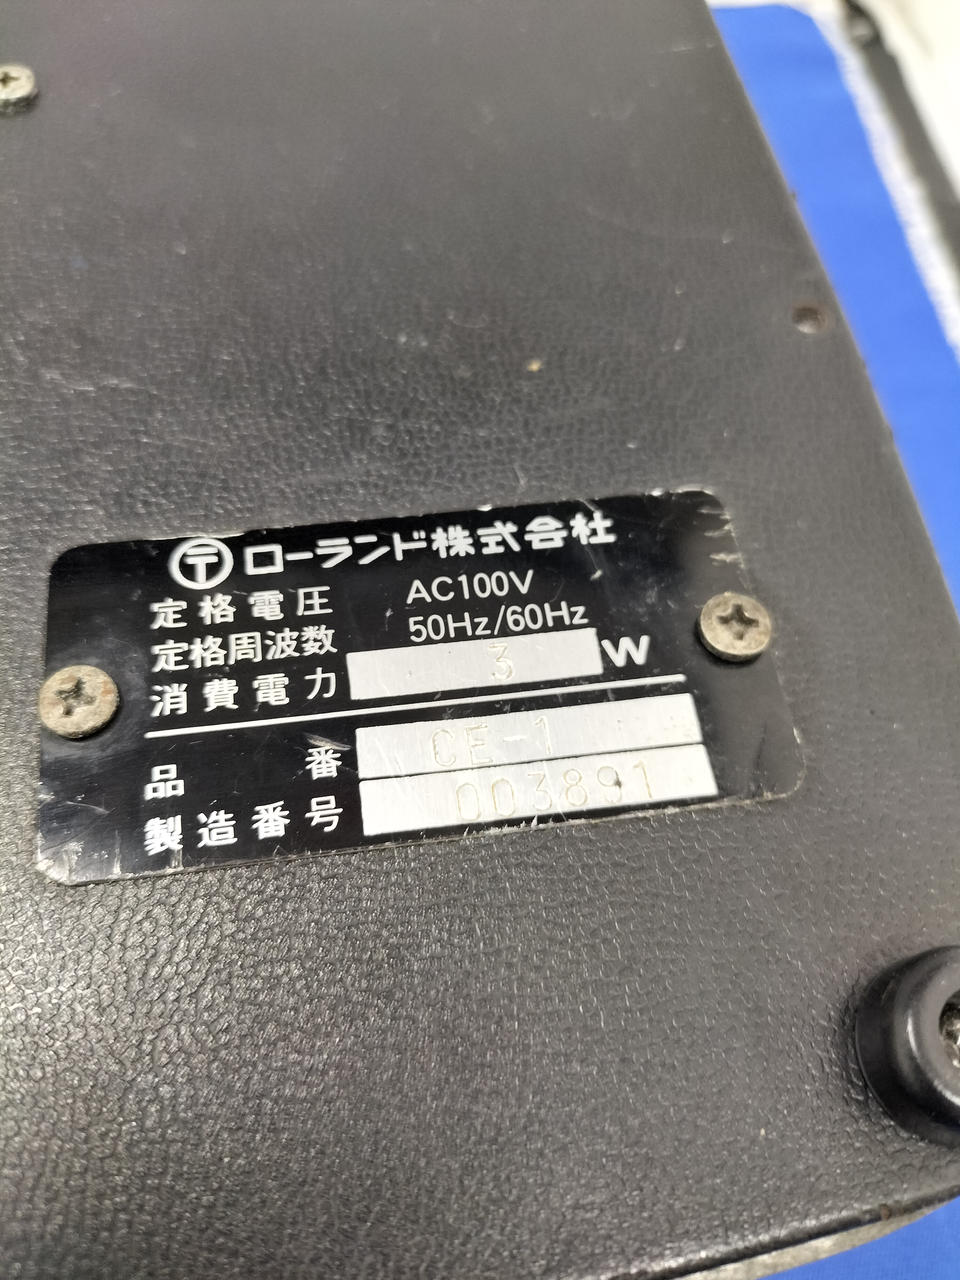 〒 ローランド株式会社
定格電圧 AC100V
定格周波数 50Hz/60Hz
消費電力 3 W
品番 CE-1
製造番号 003891